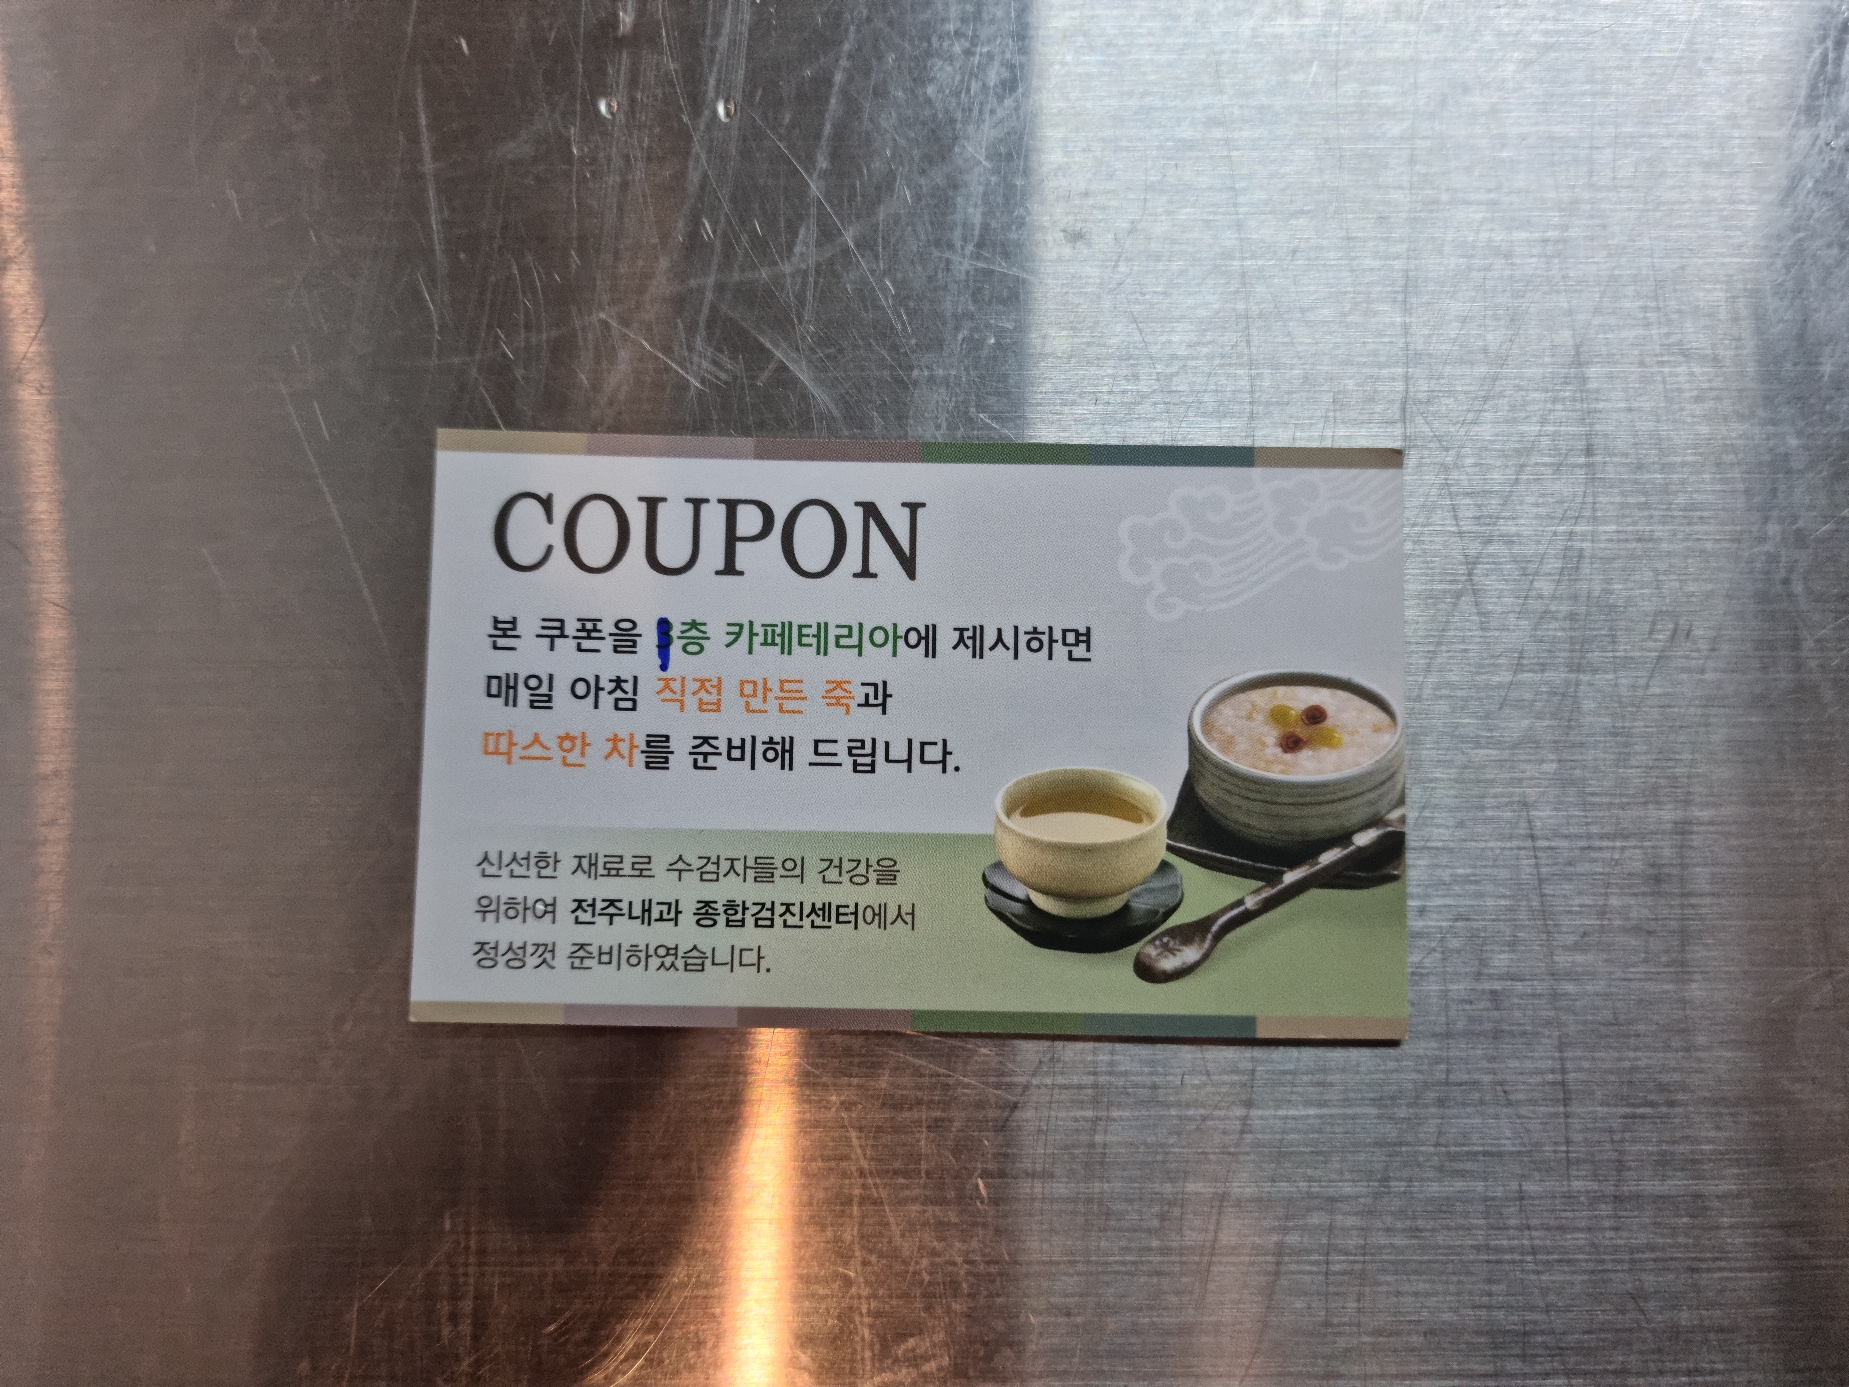 COUPON
본 쿠폰을 층 카페테리아에 제시하면
매일 아침 직접 만든 죽과
따스한 차를 준비해 드립니다.
신선한 재료로 수검자들의 건강을
위하여 전주내과 종합검진센터에서
정성껏 준비하였습니다.